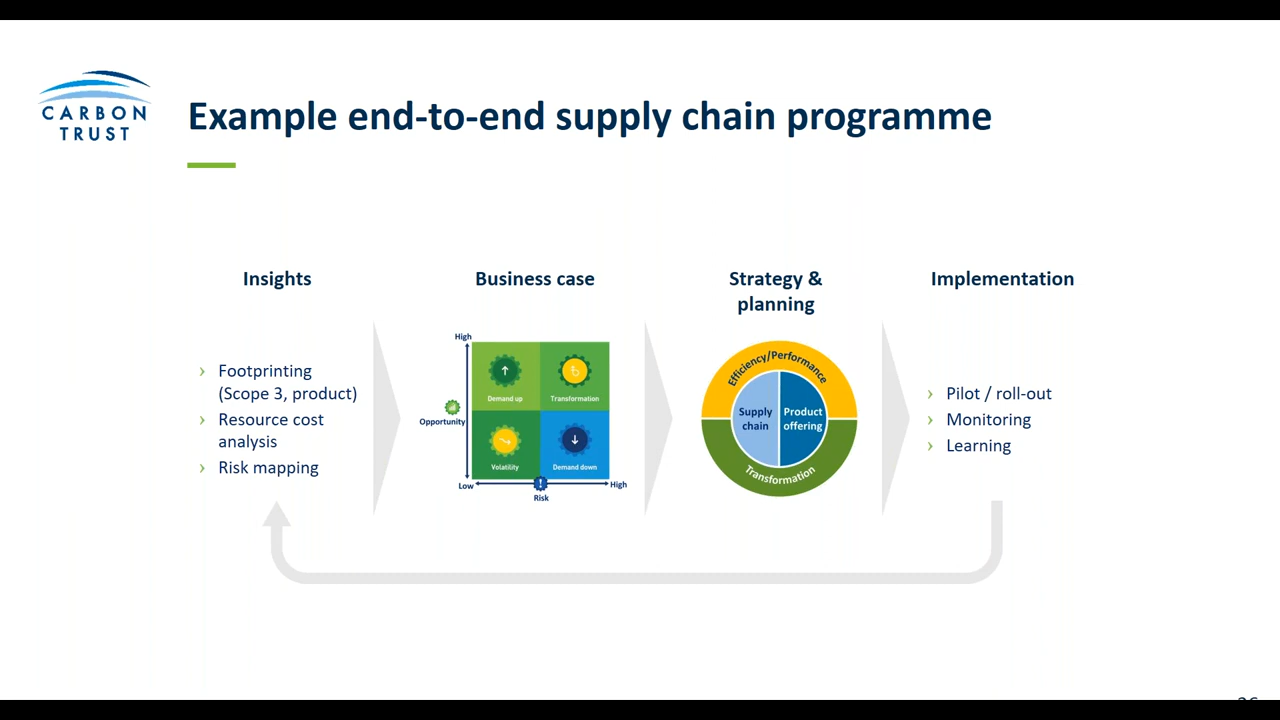 CARBON
TRUST
Example end-to-end supply chain programme
Insights
› Footprinting
(Scope 3, product)
› Resource cost
analysis
› Risk mapping
Business case
High
Opportunity
Low
Demand up
Transformation
Volatility
Demand down
High
Risk
Strategy &
planning
Efficiency/Performance
Supply
chain
Product
offering
Transformation
Implementation
› Pilot / roll-out
› Monitoring
› Learning